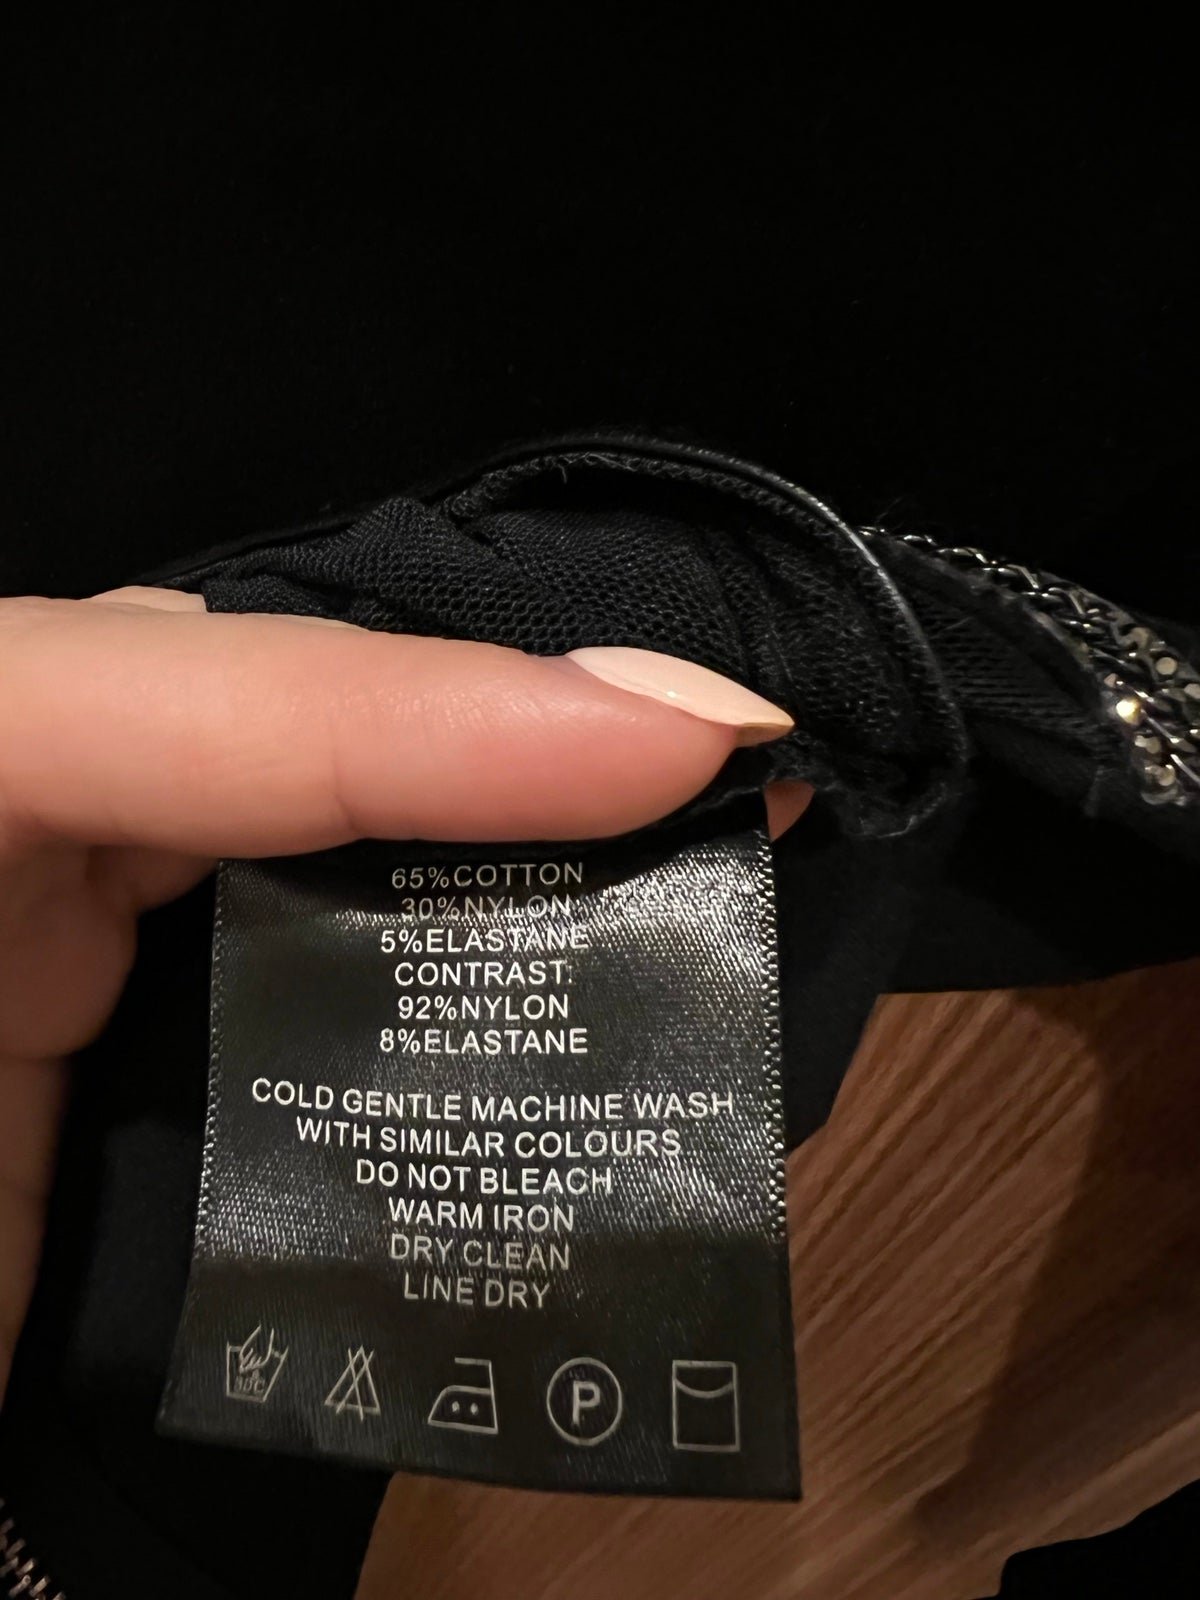 65%COTTON
30%NYLON
5%ELASTANE
CONTRAST:
92%NYLON
8%ELASTANE
COLD GENTLE MACHINE WASH
WITH SIMILAR COLOURS
DO NOT BLEACH
WARM IRON
DRY CLEAN
LINE DRY
P